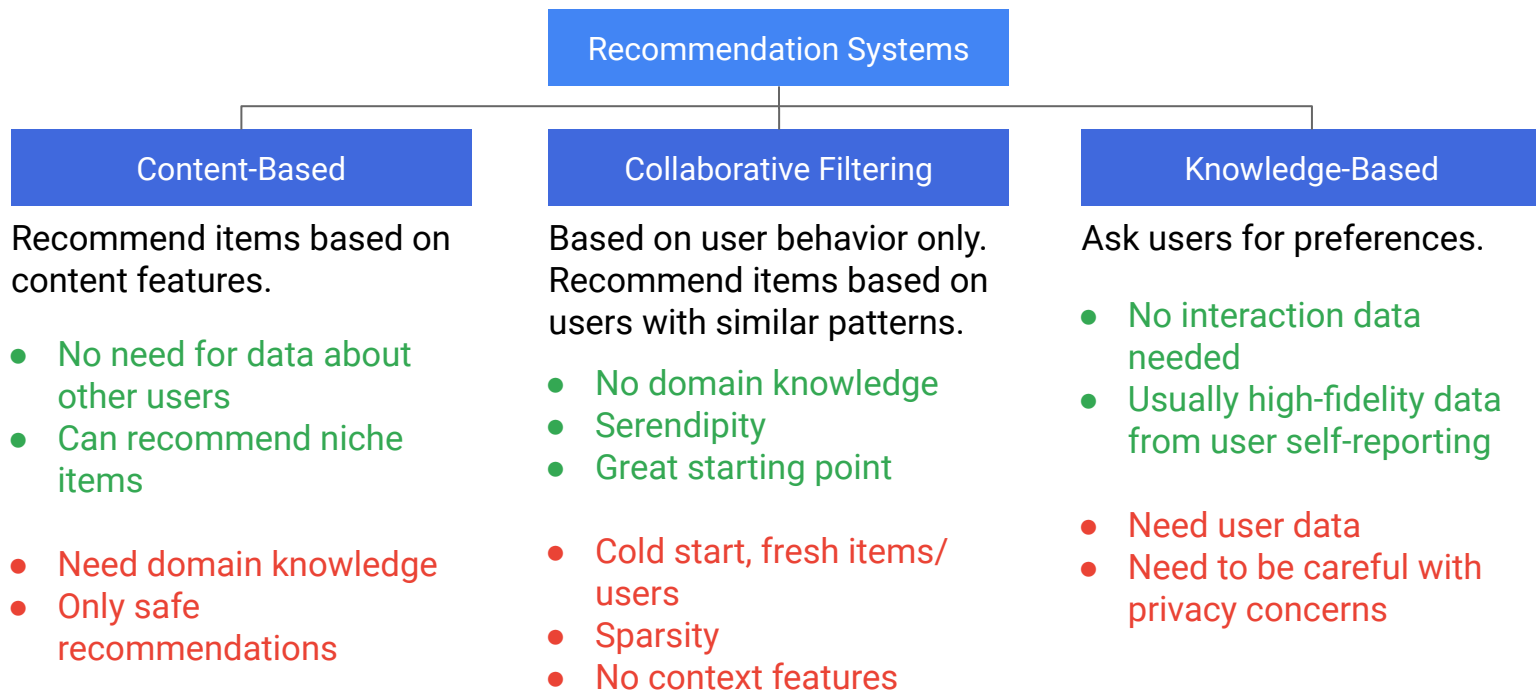 Recommendation Systems
Content-Based
Recommend items based on
content features.
● No need for data about
other users
● Can recommend niche
items
● Need domain knowledge
● Only safe
recommendations
Collaborative Filtering
Based on user behavior only.
Recommend items based on
users with similar patterns.
● No domain knowledge
● Serendipity
● Great starting point
● Cold start, fresh items/
users
● Sparsity
● No context features
Knowledge-Based
Ask users for preferences.
● No interaction data
needed
● Usually high-fidelity data
from user self-reporting
● Need user data
● Need to be careful with
privacy concerns